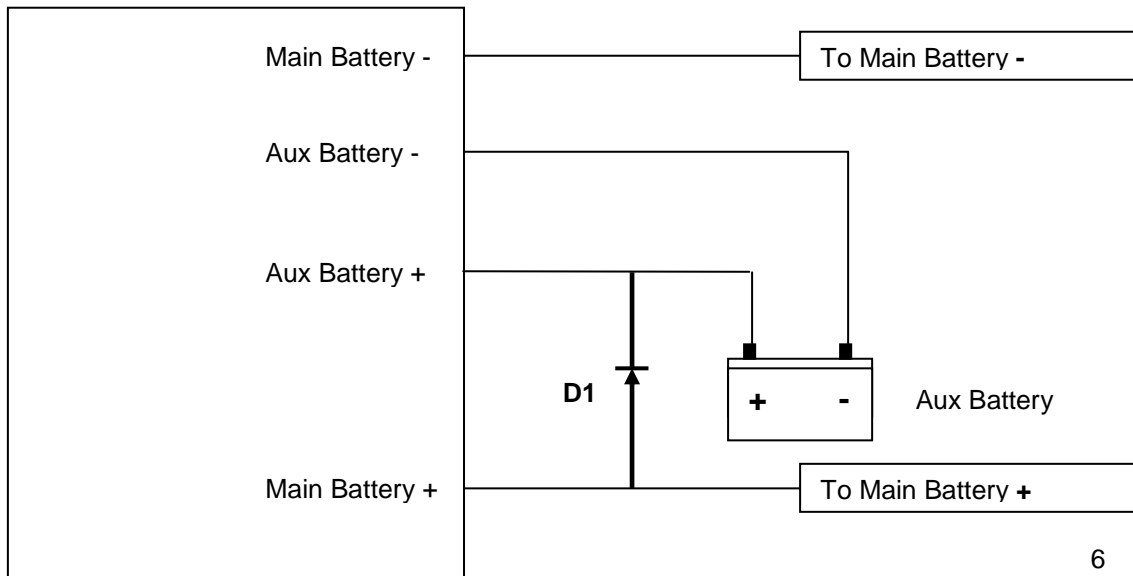 Main Battery -
To Main Battery -
Aux Battery -
Aux Battery +
D1
+ -
Aux Battery
Main Battery +
To Main Battery +
6